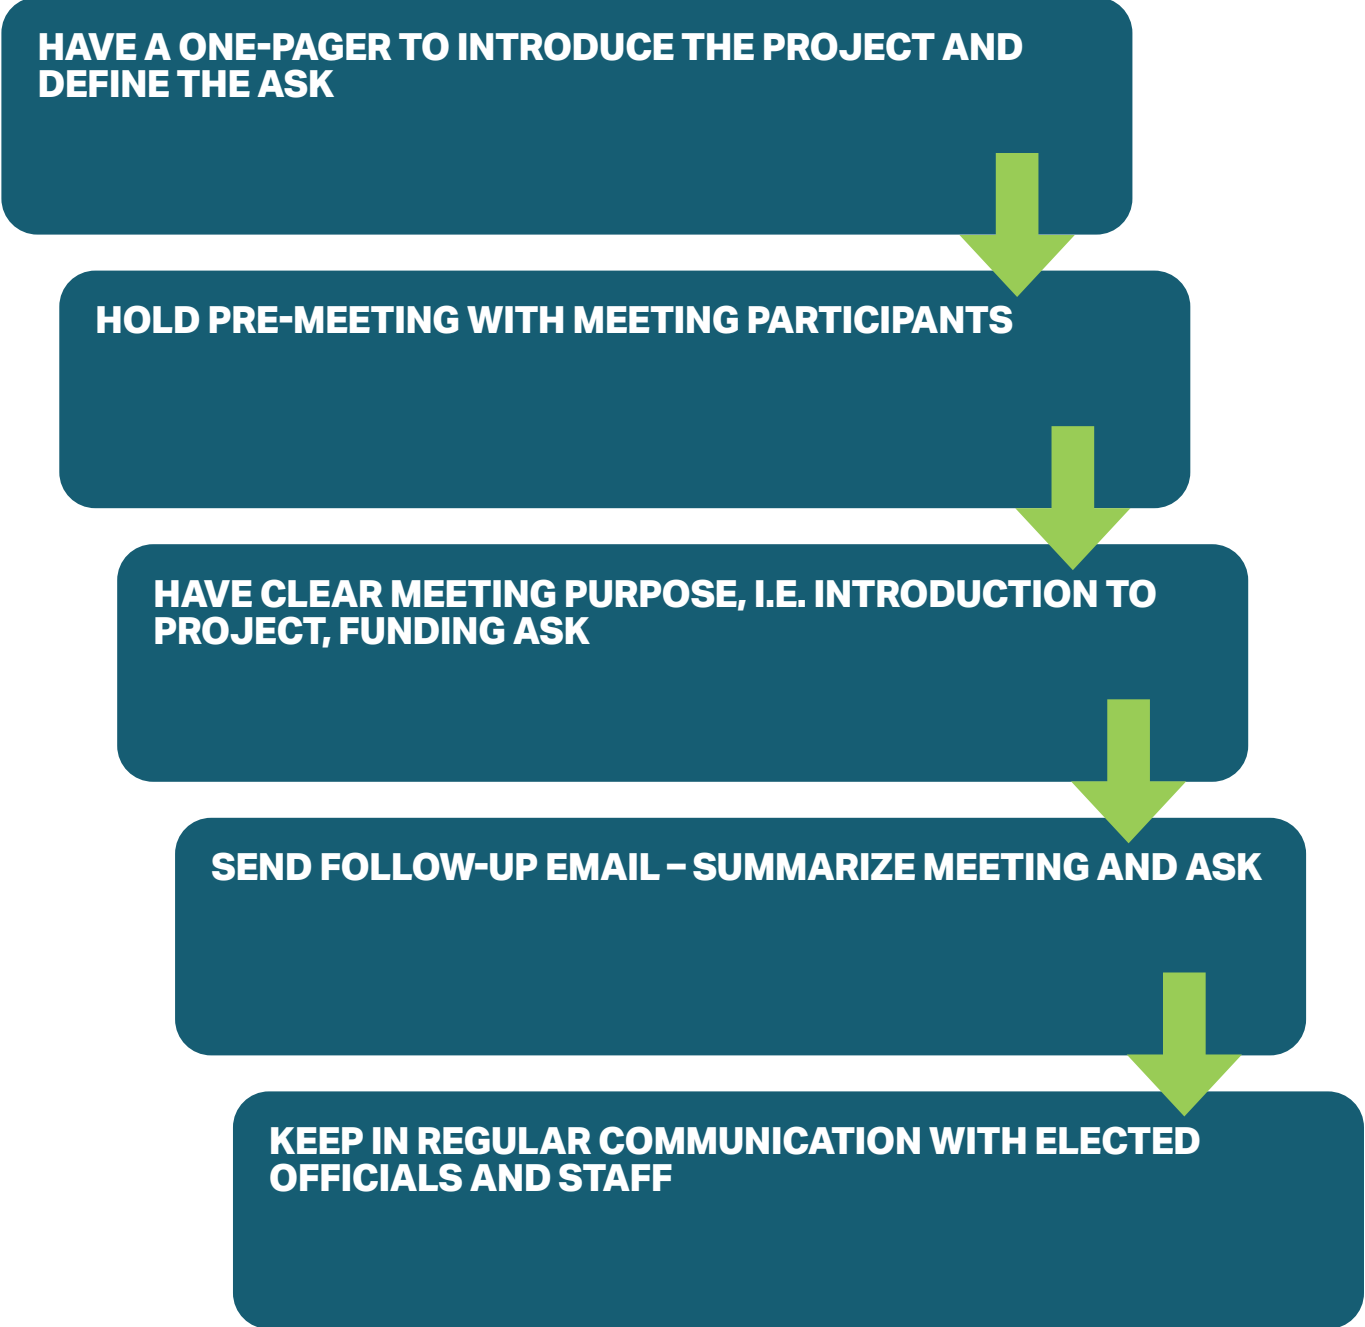 HAVE A ONE-PAGER TO INTRODUCE THE PROJECT AND
DEFINE THE ASK
HOLD PRE-MEETING WITH MEETING PARTICIPANTS
HAVE CLEAR MEETING PURPOSE, I.E. INTRODUCTION TO
PROJECT, FUNDING ASK
SEND FOLLOW-UP EMAIL – SUMMARIZE MEETING AND ASK
KEEP IN REGULAR COMMUNICATION WITH ELECTED
OFFICIALS AND STAFF